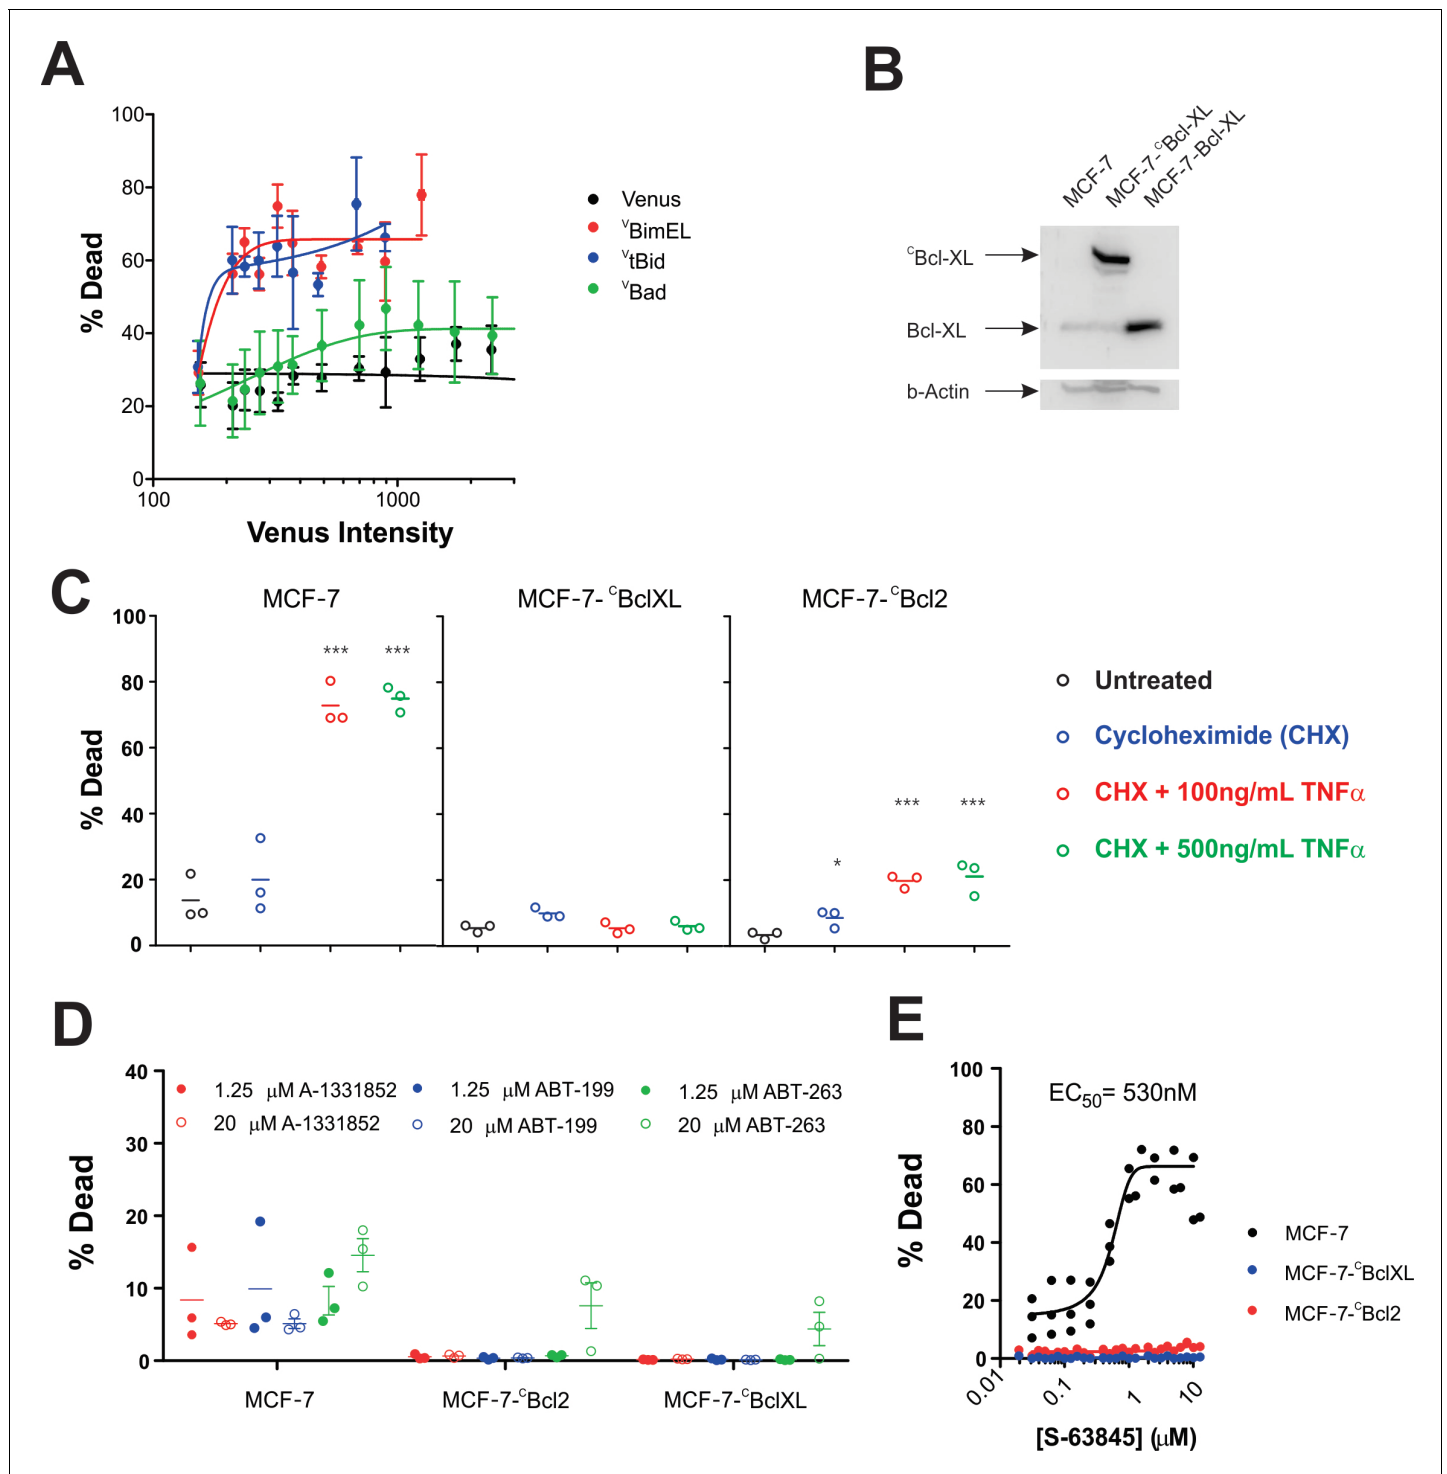 A
100
80
60
40
20
0
100
1000
% Dead
Venus Intensity
Venus
VBimEL
VtBid
VBad
B
MCF-7
MCF-7-CBcl-XL
MCF-7-Bcl-XL
CBcl-XL
Bcl-XL
b-Actin
C
MCF-7
MCF-7-CBclXL
MCF-7-CBcl2
100
80
60
40
20
0
% Dead
*** ***
*
*** ***
Untreated
Cycloheximide (CHX)
CHX + 100ng/mL TNFα
CHX + 500ng/mL TNFα
D
40
30
20
10
0
% Dead
1.25 μM A-1331852
20 μM A-1331852
1.25 μM ABT-199
20 μM ABT-199
1.25 μM ABT-263
20 μM ABT-263
MCF-7
MCF-7-CBcl2
MCF-7-CBclXL
E
100
80
60
40
20
0
% Dead
EC50= 530nM
0.01
0.1
1
10
[S-63845] (μM)
MCF-7
MCF-7-CBclXL
MCF-7-CBcl2